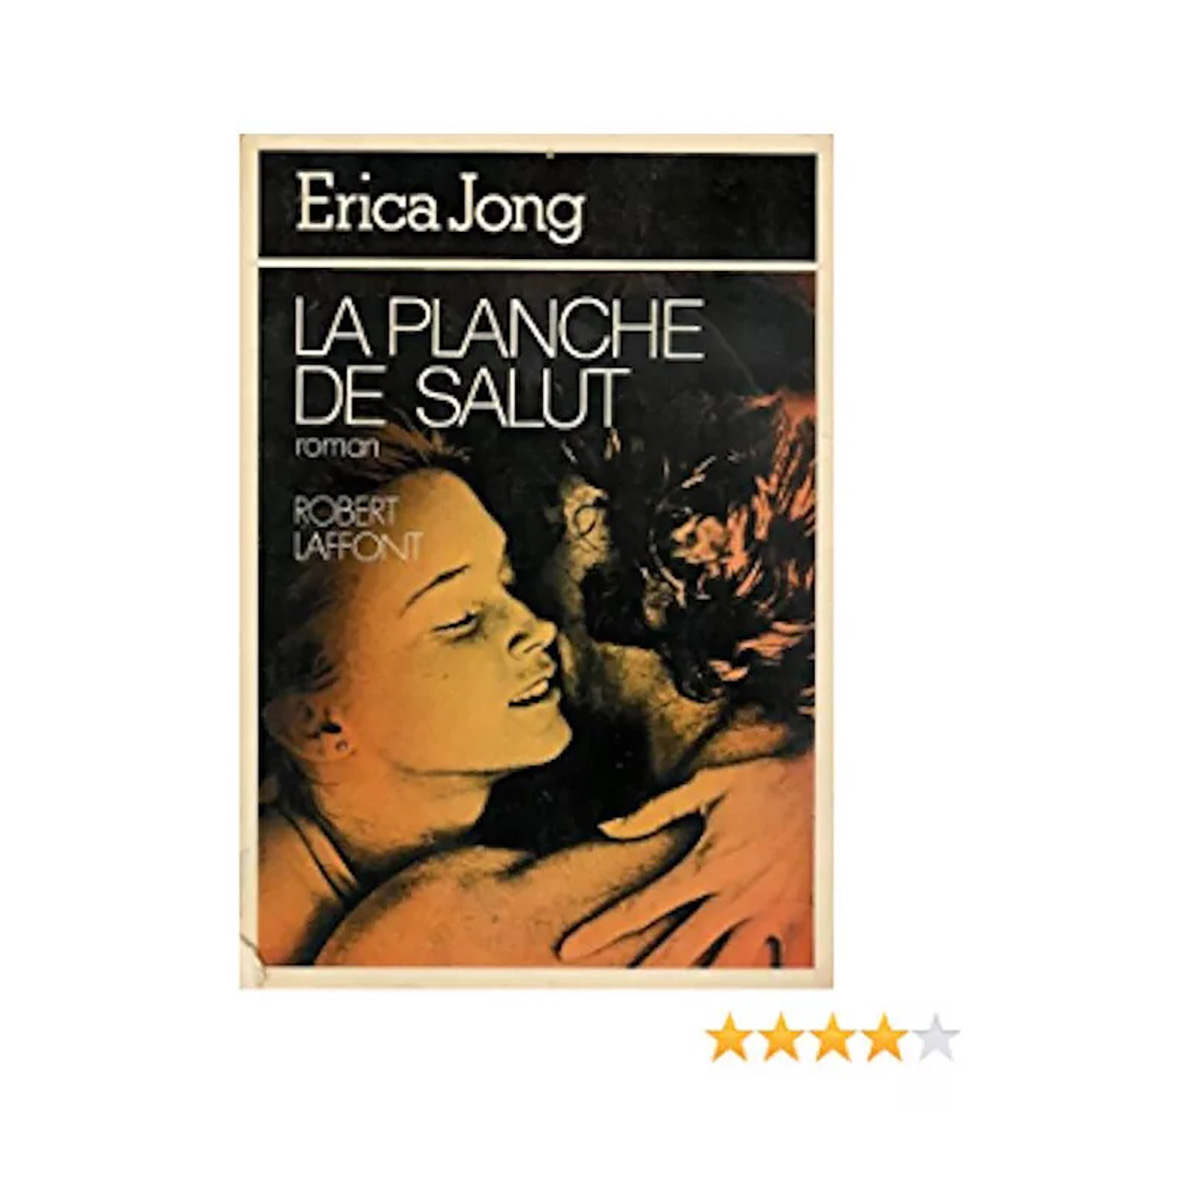 Erica Jong
LA PLANCHE
DE SALUT
roman
ROBERT
LAFFONT